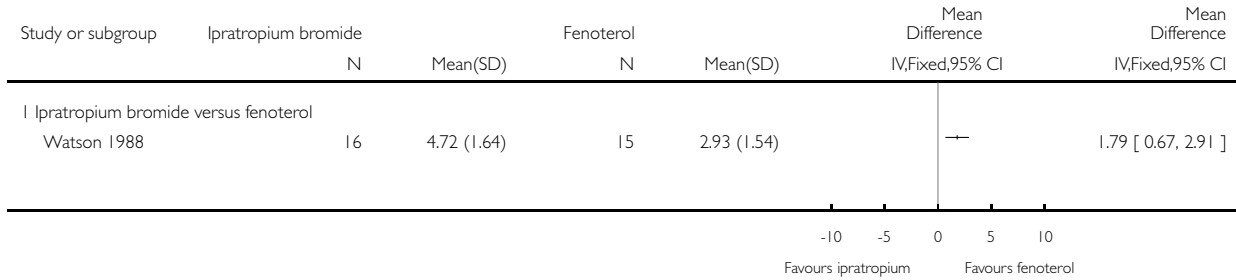 Mean Mean
Study or subgroup Ipratropium bromide Fenoterol Difference Difference
N Mean(SD) N Mean(SD) IV,Fixed,95% CI IV,Fixed,95% CI
1 Ipratropium bromide versus fenoterol
Watson 1988 16 4.72 (1.64) 15 2.93 (1.54) 1.79 [ 0.67, 2.91 ]
-10 -5 0 5 10
Favours ipratropium Favours fenoterol